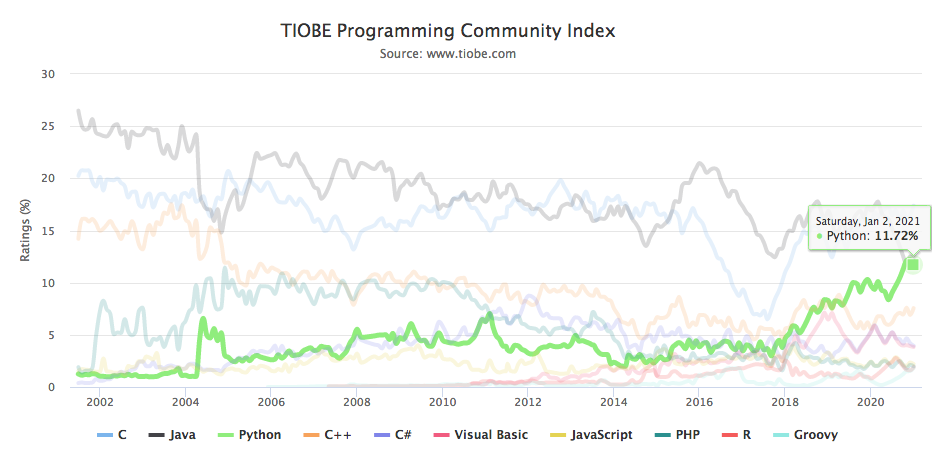 TIOBE Programming Community Index
Source: www.tiobe.com
Ratings (%)
30
25
20
15
10
5
0
Saturday, Jan 2, 2021
Python: 11.72%
2002 2004 2006 2008 2010 2012 2014 2016 2018 2020
C Java Python C++ C# Visual Basic JavaScript PHP R Groovy